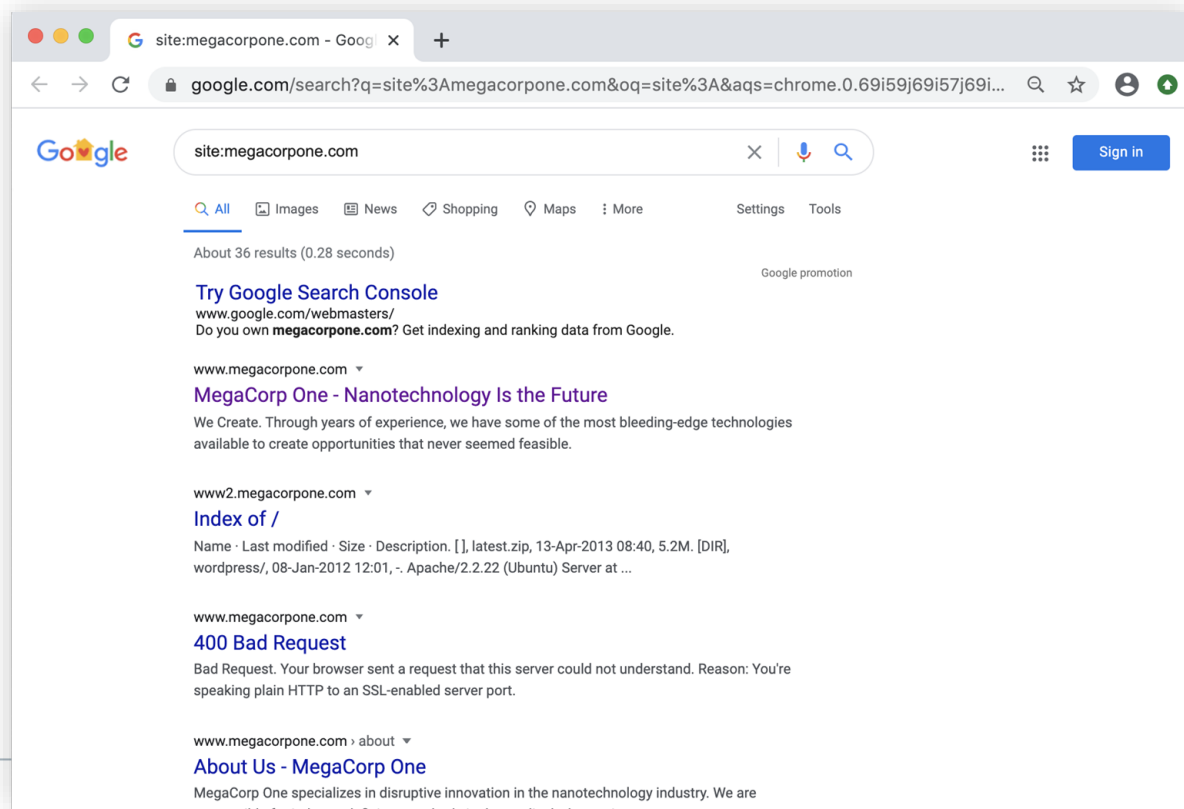 site:megacorpone.com - Goog
google.com/search?q=site%3Amegacorpone.com&oq=site%3A&aqs=chrome.0.69i59j69i57j69i...
Google
site:megacorpone.com
Sign in
All Images News Shopping Maps More Settings Tools
About 36 results (0.28 seconds)
Google promotion
Try Google Search Console
www.google.com/webmasters/
Do you own megacorpone.com? Get indexing and ranking data from Google.
www.megacorpone.com
MegaCorp One - Nanotechnology Is the Future
We Create. Through years of experience, we have some of the most bleeding-edge technologies
available to create opportunities that never seemed feasible.
www2.megacorpone.com
Index of /
Name · Last modified · Size · Description. [ ], latest.zip, 13-Apr-2013 08:40, 5.2M. [DIR],
wordpress/, 08-Jan-2012 12:01, -. Apache/2.2.22 (Ubuntu) Server at ...
www.megacorpone.com
400 Bad Request
Bad Request. Your browser sent a request that this server could not understand. Reason: You're
speaking plain HTTP to an SSL-enabled server port.
www.megacorpone.com › about
About Us - MegaCorp One
MegaCorp One specializes in disruptive innovation in the nanotechnology industry. We are